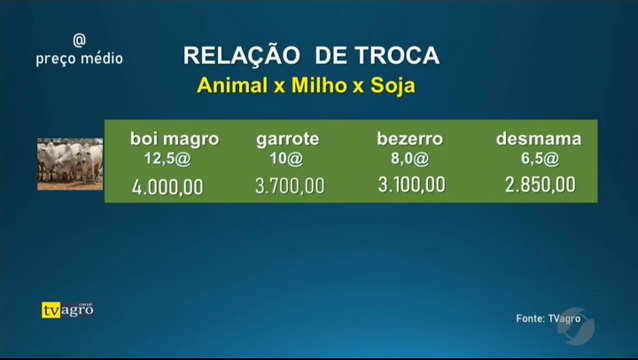 @
preço médio
RELAÇÃO DE TROCA
Animal x Milho x Soja
boi magro garrote bezerro desmama
12,5@ 10@ 8,0@ 6,5@
4.000,00 3.700,00 3.100,00 2.850,00
canal
tvagro
Fonte: TVagro